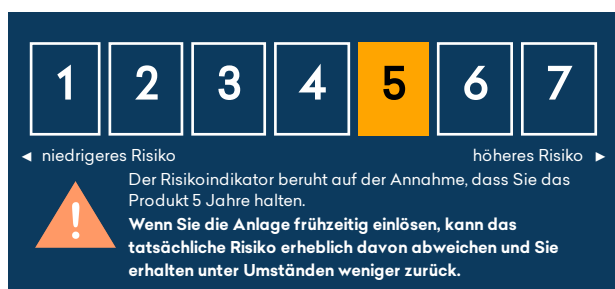 1 2 3 4 5 6 7
◄ niedrigeres Risiko höheres Risiko ►
Der Risikoindikator beruht auf der Annahme, dass Sie das
Produkt 5 Jahre halten.
Wenn Sie die Anlage frühzeitig einlösen, kann das
tatsächliche Risiko erheblich davon abweichen und Sie
erhalten unter Umständen weniger zurück.
!